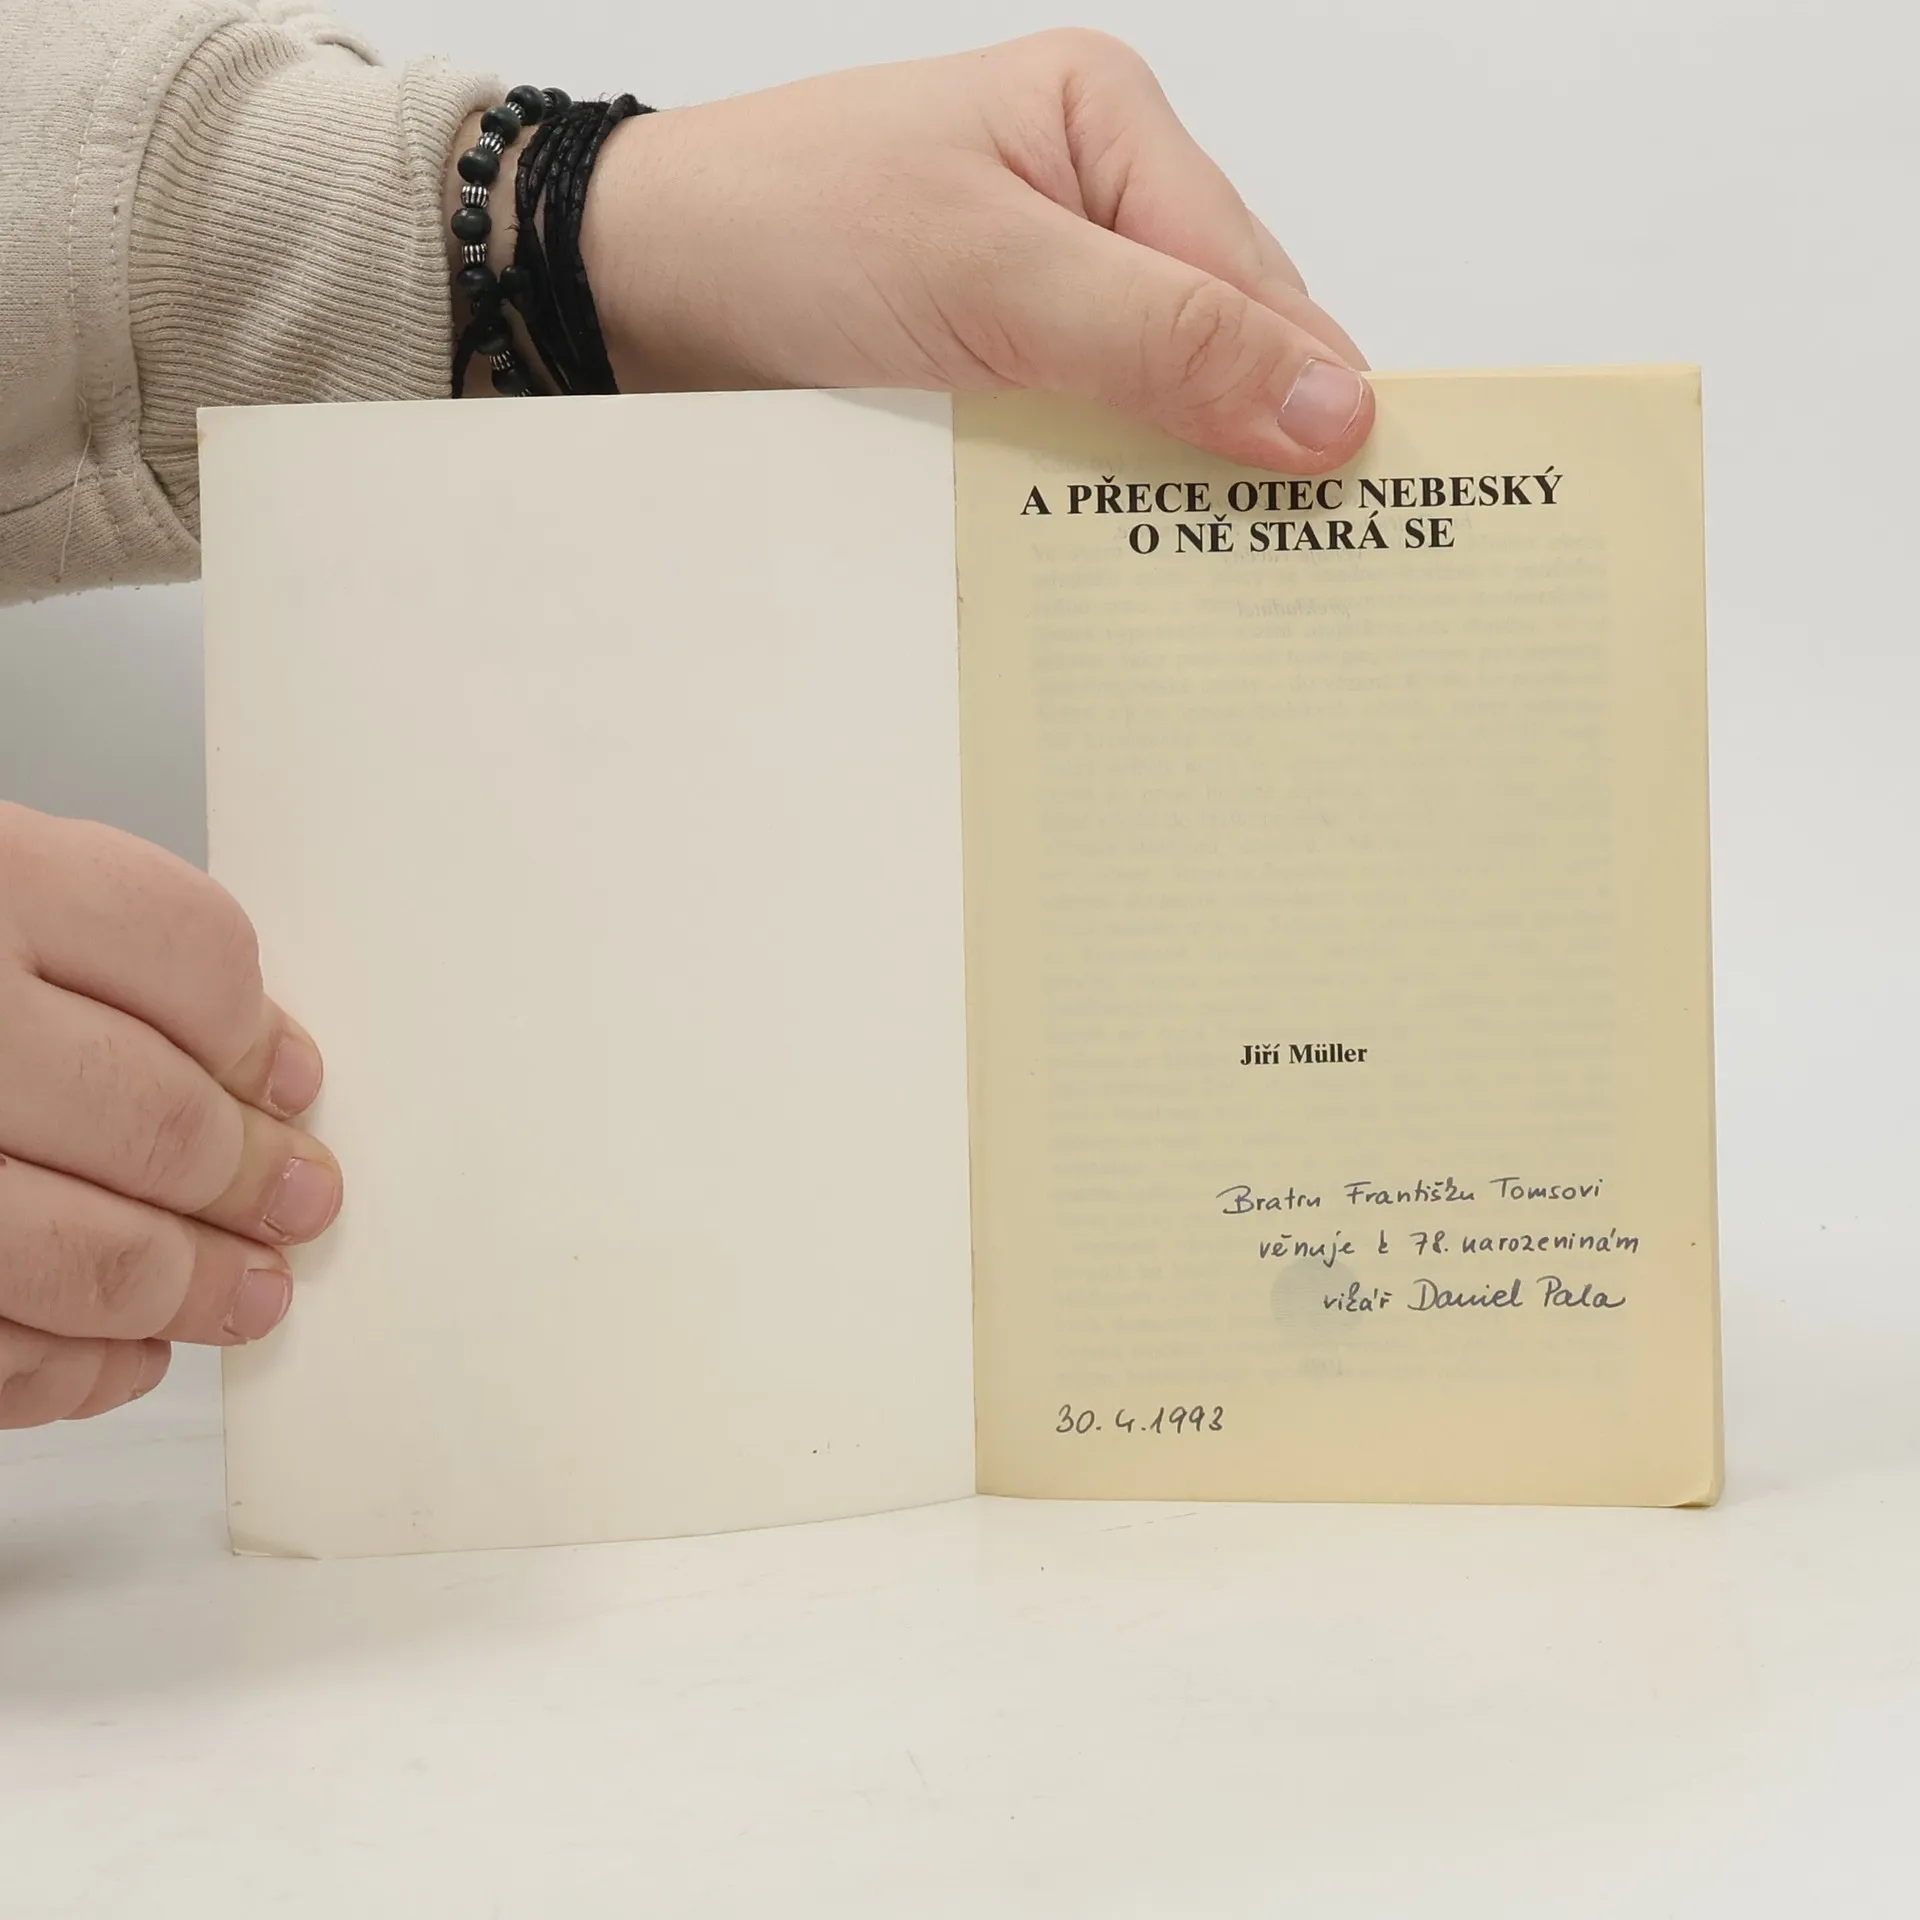 A PŘECE OTEC NEBESKÝ
O NĚ STARÁ SE
Jiří Müller
Bratru Františku Tomsovi
věnuje k 78. narozeninám
vikář Daniel Pala
30. 4. 1993